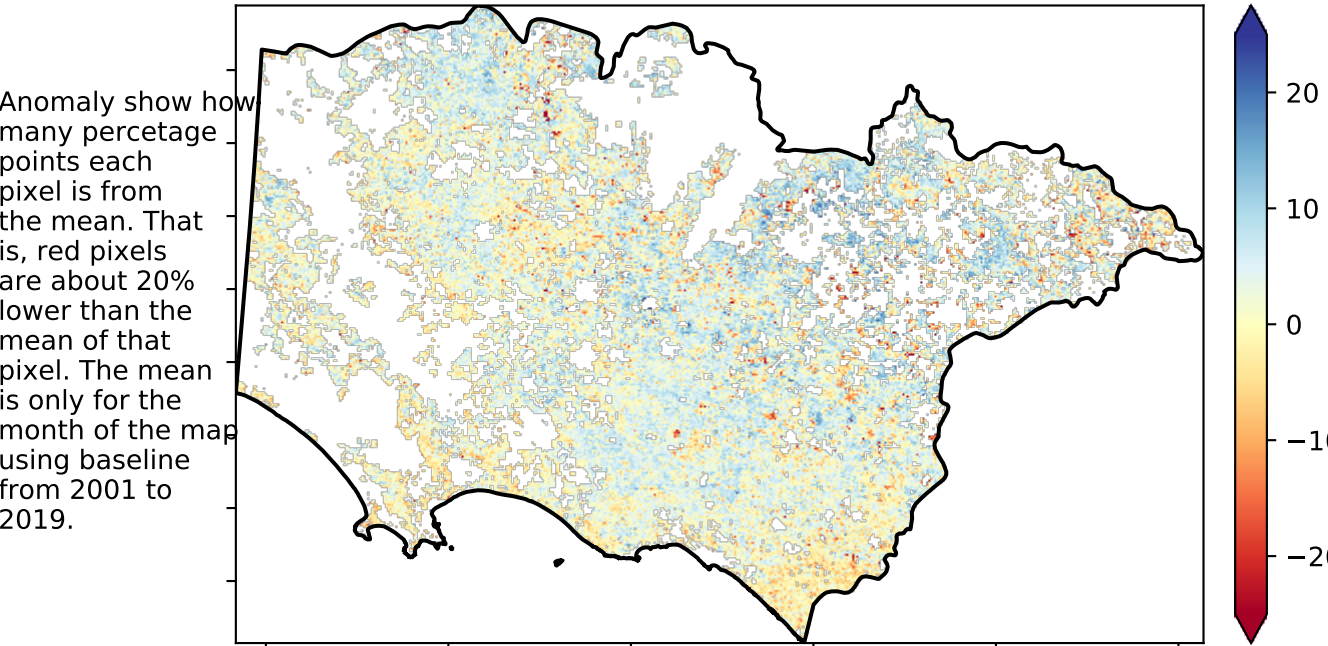 Anomaly show how
many percetage
points each
pixel is from
the mean. That
is, red pixels
are about 20%
lower than the
mean of that
pixel. The mean
is only for the
month of the map
using baseline
from 2001 to
2019.
20
10
0
−10
−20